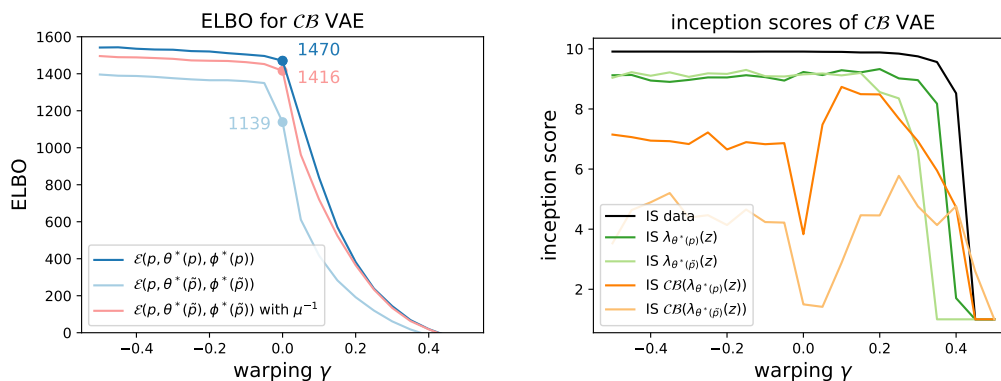 ELBO for 𝒞ℬ VAE
1600
1400
1200
1000
800
600
400
200
0
ELBO
1470
1416
1139
ℰ(p, θ*(p), ϕ*(p))
ℰ(p, θ*(p̃), ϕ*(p̃))
ℰ(p, θ*(p̃), ϕ*(p̃)) with μ⁻¹
−0.4
−0.2
0.0
0.2
0.4
warping γ
inception scores of 𝒞ℬ VAE
10
8
6
4
2
inception score
IS data
IS λθ*(p)(z)
IS λθ*(p̃)(z)
IS 𝒞ℬ(λθ*(p)(z))
IS 𝒞ℬ(λθ*(p̃)(z))
−0.4
−0.2
0.0
0.2
0.4
warping γ